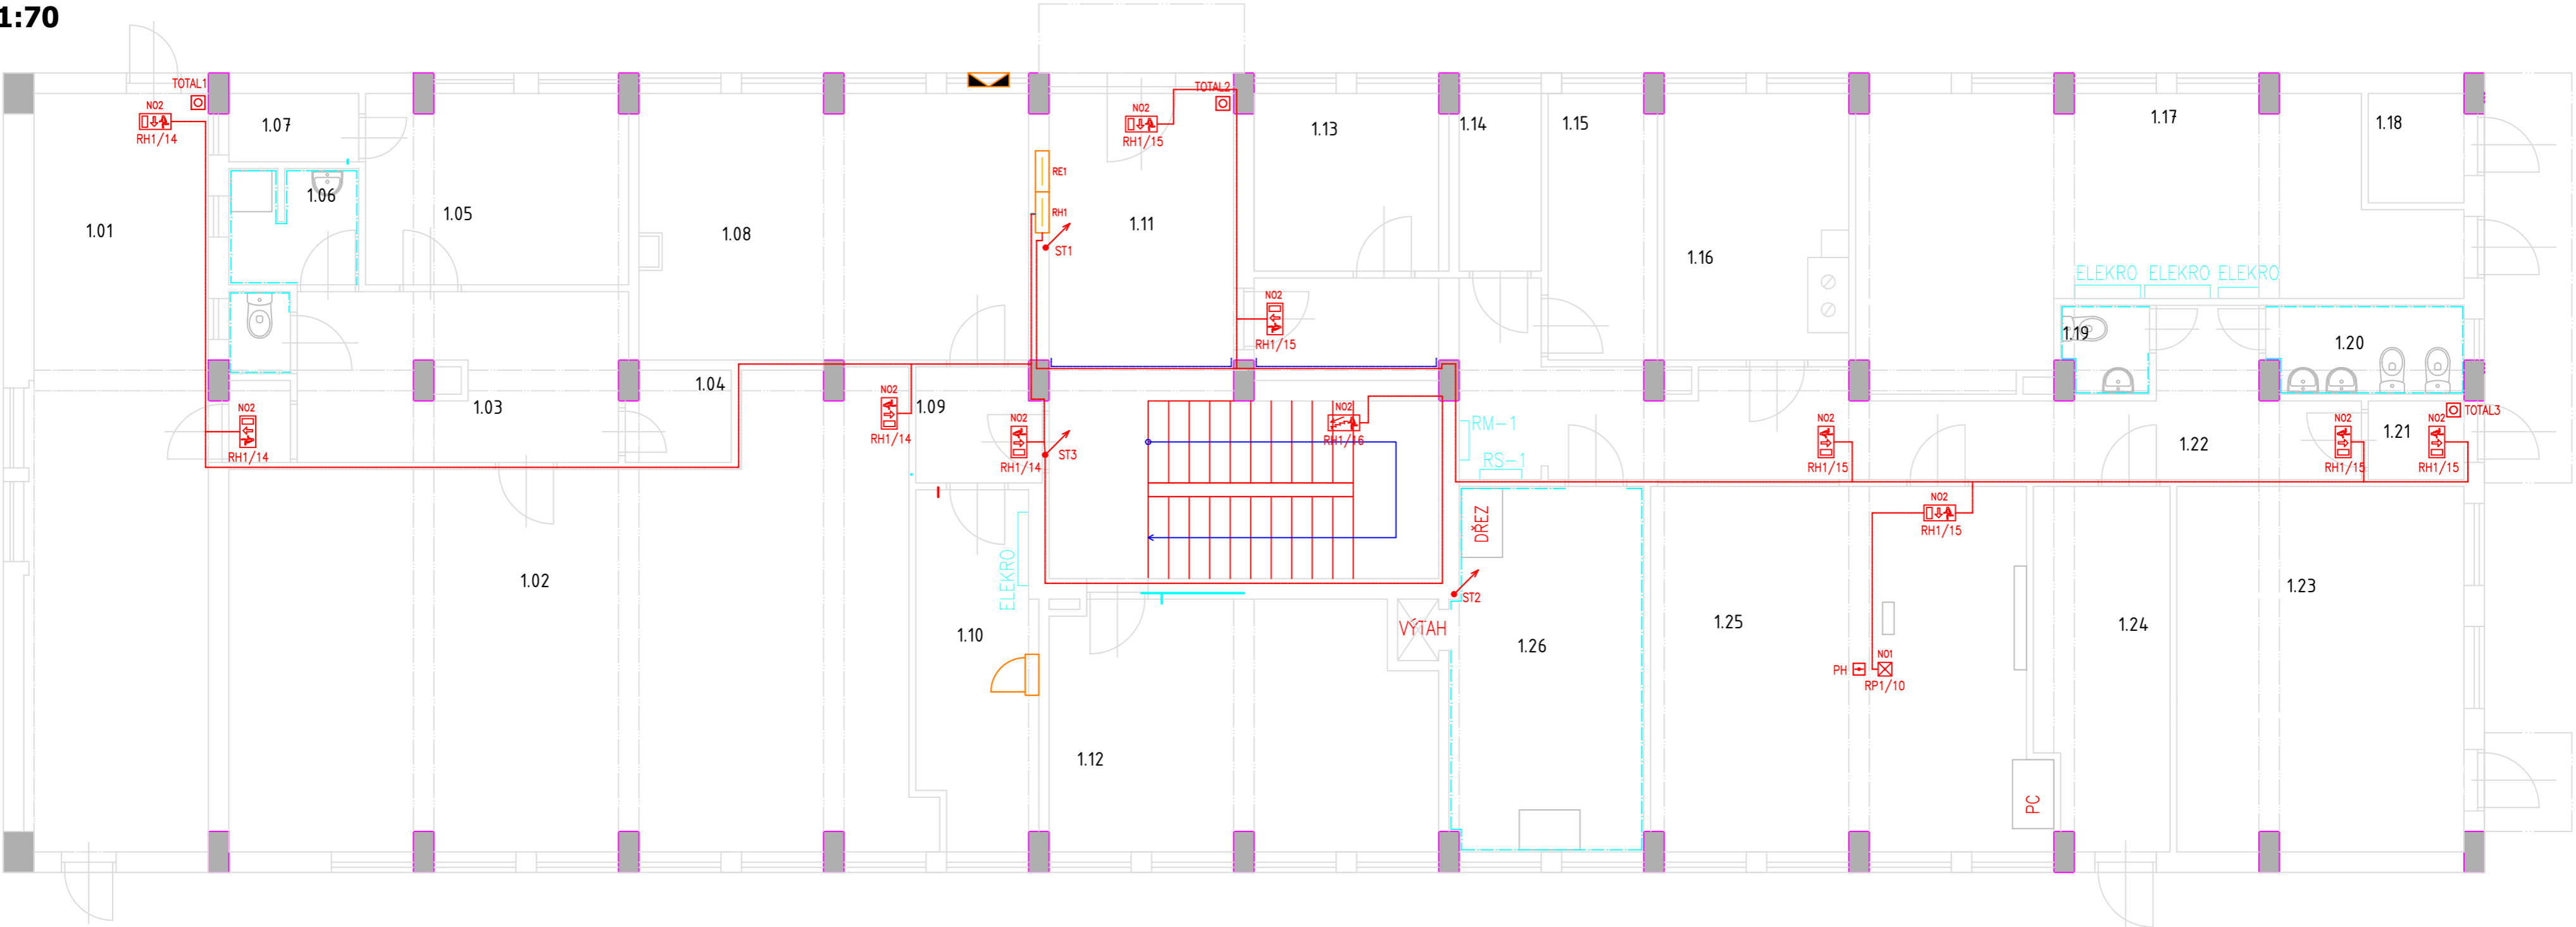 1:70
TOTAL1
NO2
RH1/14
1.07
1.06
1.01
1.05
1.08
RE1
RH1
ST1
NO2
RH1/15
TOTAL2
1.11
1.13
1.14
1.15
1.16
1.17
1.18
NO2
RH1/15
ELEKRO
ELEKRO
ELEKRO
1.19
1.20
1.03
1.04
NO2
RH1/14
NO2
RH1/14
1.09
NO2
RH1/14
ST3
NO2
RH1/16
RM-1
RS-1
NO2
RH1/15
1.22
NO2
RH1/15
1.21
NO2
RH1/15
TOTAL3
DŘEZ
NO2
RH1/15
1.02
ELEKRO
1.10
ST2
VÝTAH
1.26
1.25
1.24
1.23
PH
NO1
RP1/10
1.12
PC